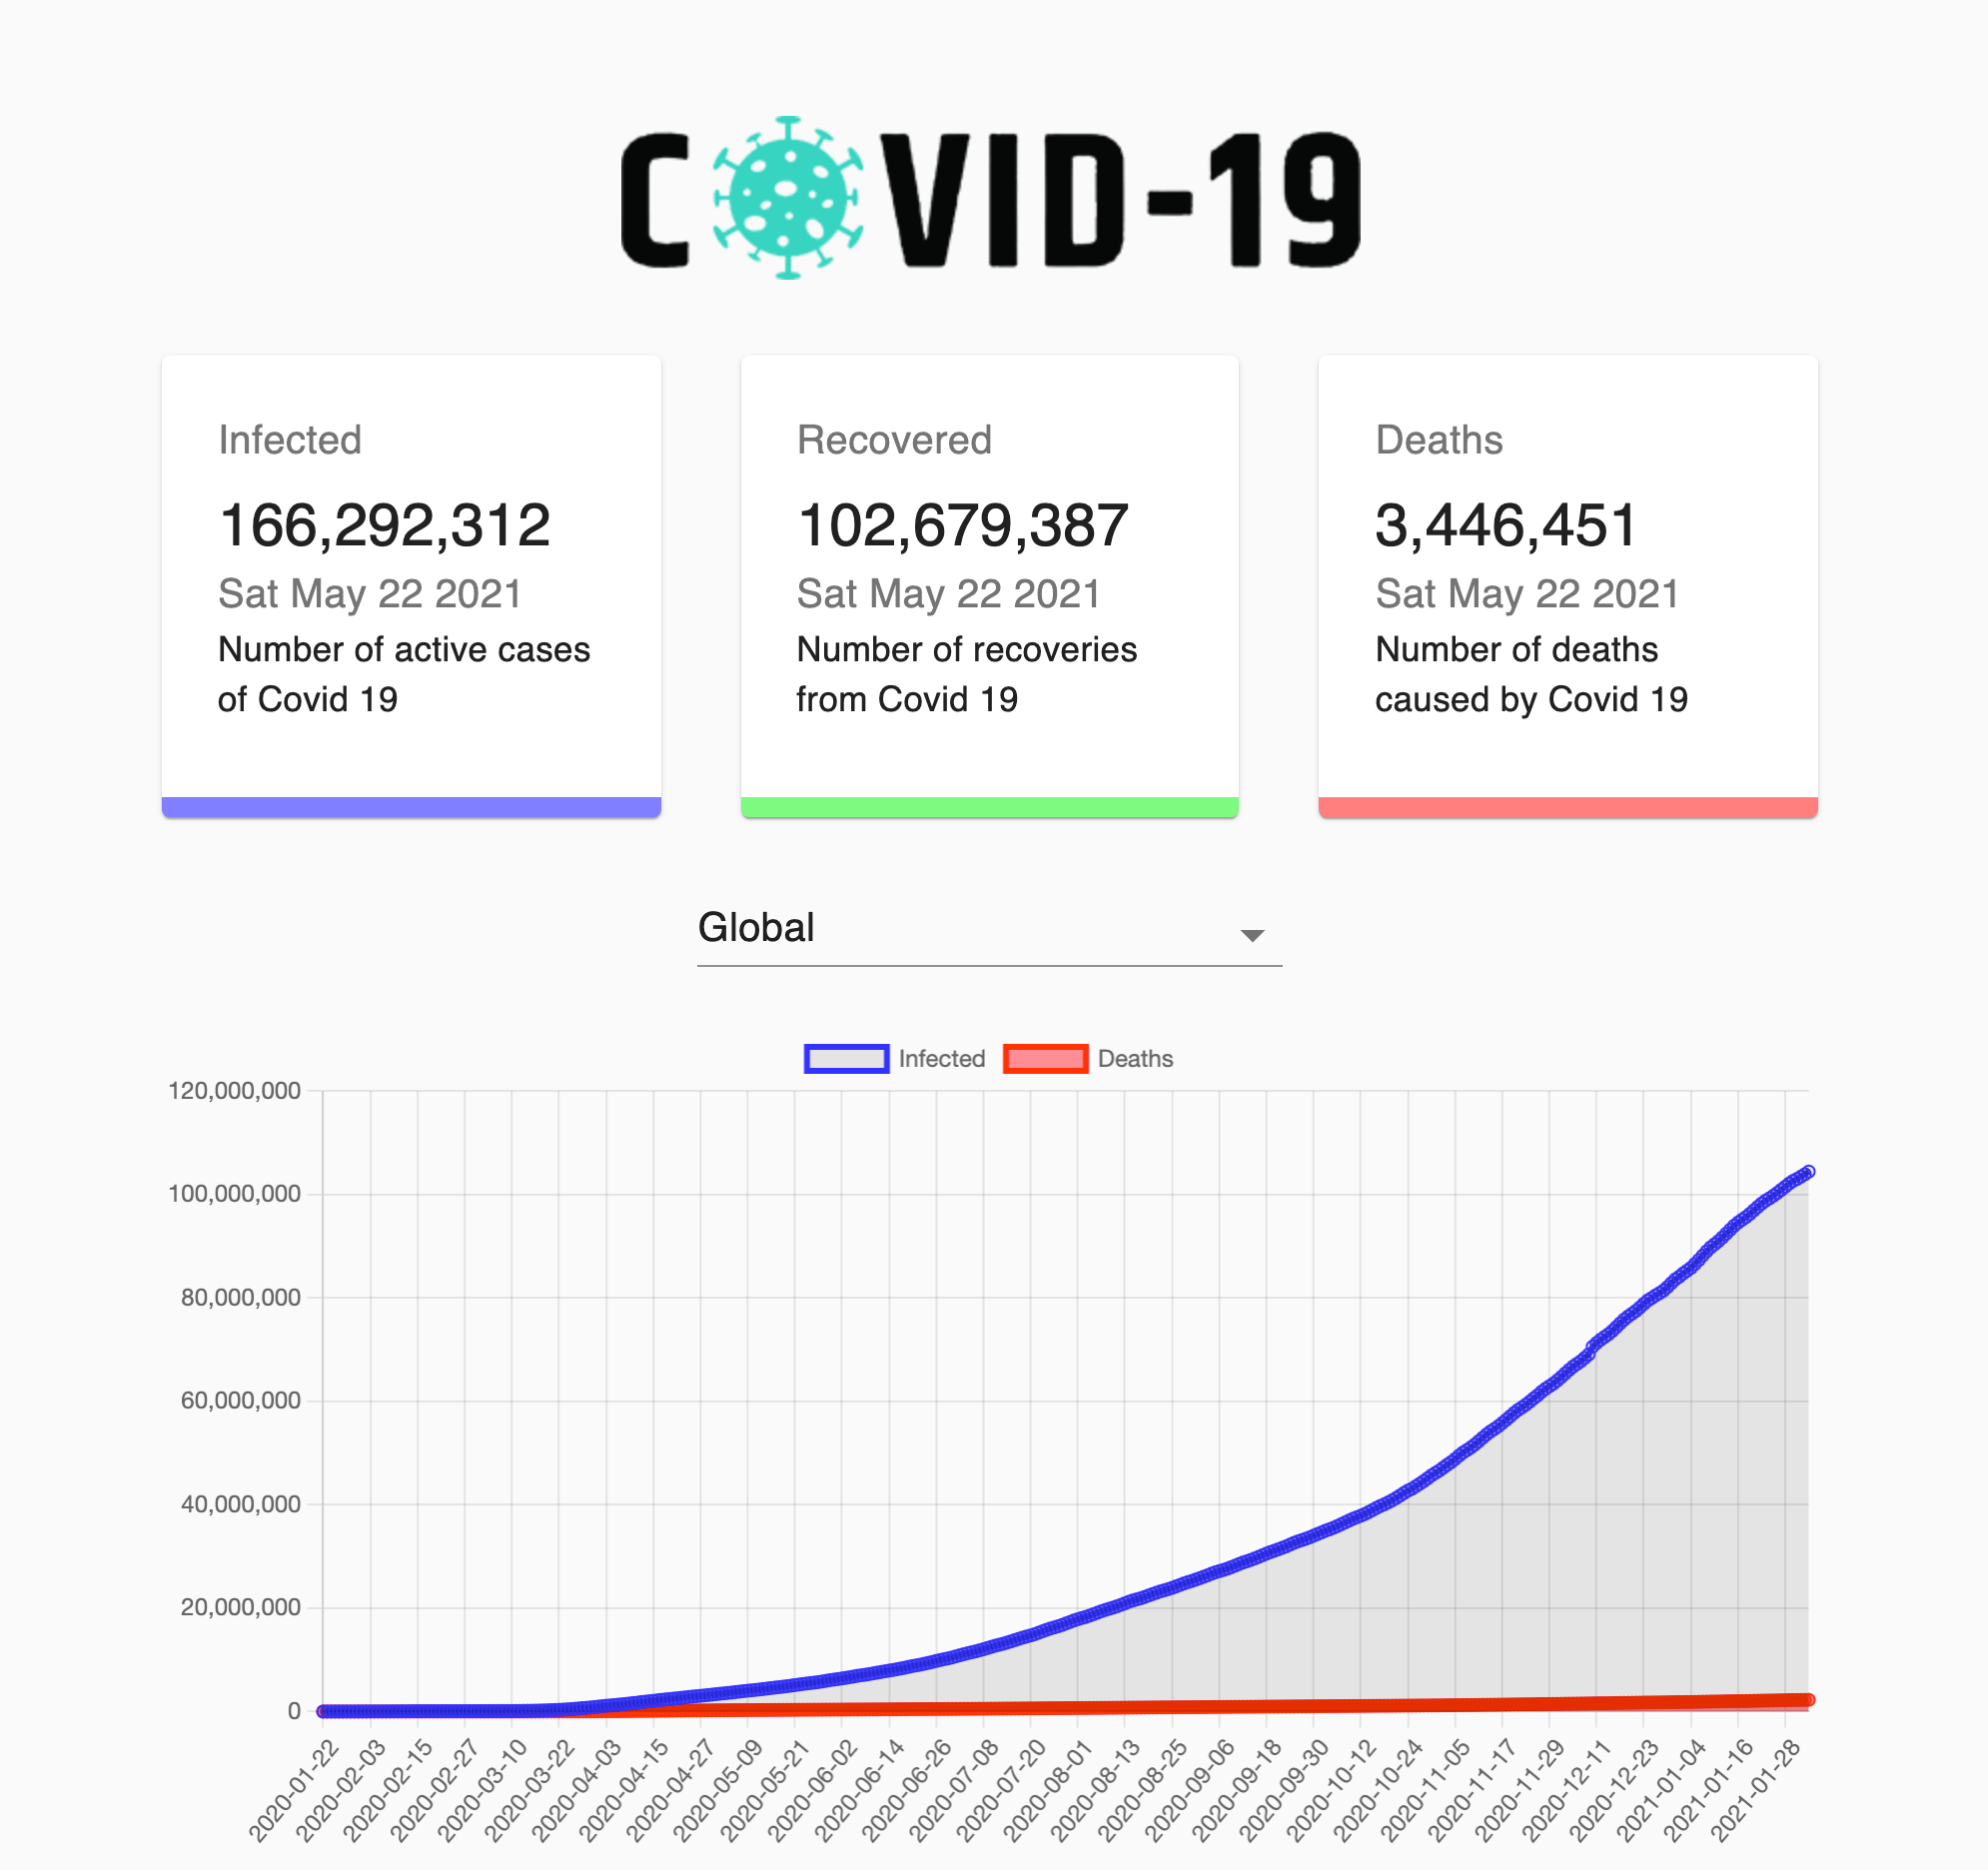 COVID-19
Infected
166,292,312
Sat May 22 2021
Number of active cases
of Covid 19
Recovered
102,679,387
Sat May 22 2021
Number of recoveries
from Covid 19
Deaths
3,446,451
Sat May 22 2021
Number of deaths
caused by Covid 19
Global
Infected Deaths
120,000,000
100,000,000
80,000,000
60,000,000
40,000,000
20,000,000
0
2020-01-22 2020-02-03 2020-02-15 2020-02-27 2020-03-10 2020-03-22 2020-04-03 2020-04-15 2020-04-27 2020-05-09 2020-05-21 2020-06-02 2020-06-14 2020-06-26 2020-07-08 2020-07-20 2020-08-01 2020-08-13 2020-08-25 2020-09-06 2020-09-18 2020-09-30 2020-10-12 2020-10-24 2020-11-05 2020-11-17 2020-11-29 2020-12-11 2020-12-23 2021-01-04 2021-01-16 2021-01-28